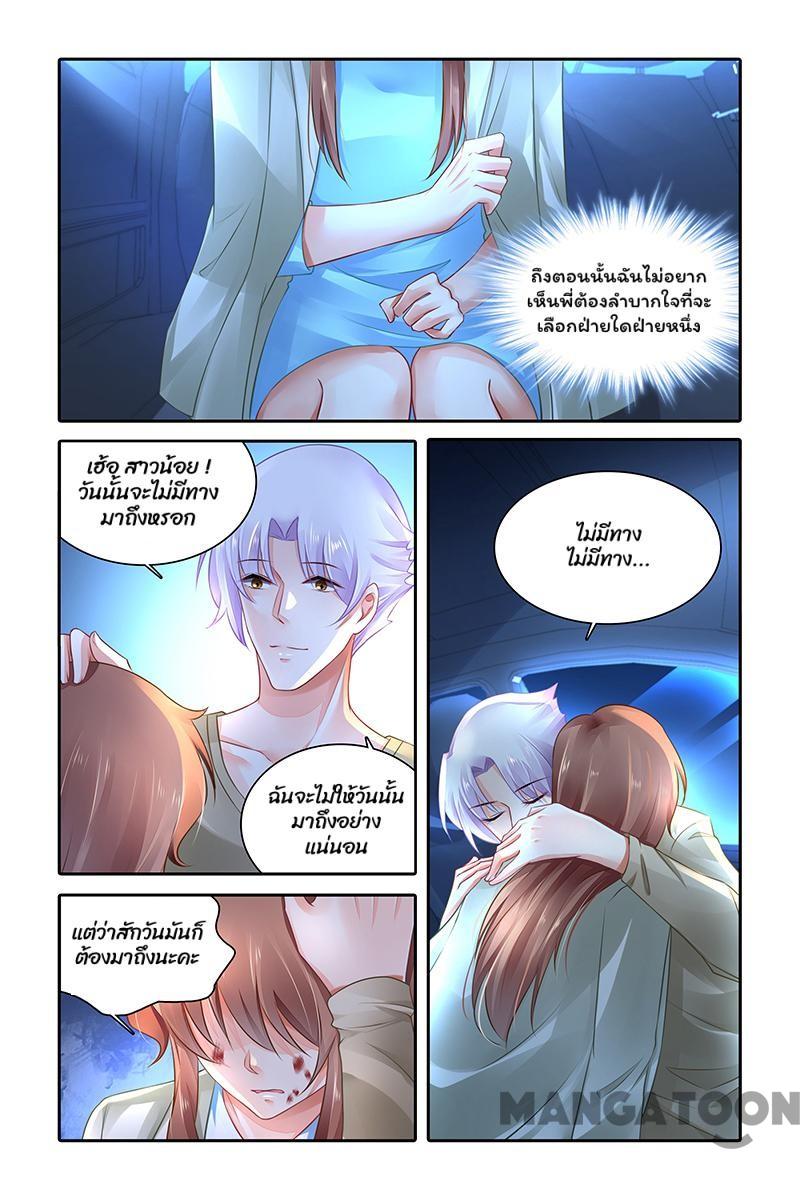 ถึงตอนนั้นฉันไม่อยาก
เห็นพี่ต้องลำบากใจที่จะ
เลือกฝ่ายใดฝ่ายหนึ่ง
เฮ้อ สาวน้อย !
วันนั้นจะไม่มีทาง
มาถึงหรอก
ฉันจะไม่ให้วันนั้น
มาถึงอย่าง
แน่นอน
ไม่มีทาง
ไม่มีทาง...
แต่ว่าสักวันมันก็
ต้องมาถึงนะคะ
MANGATOON